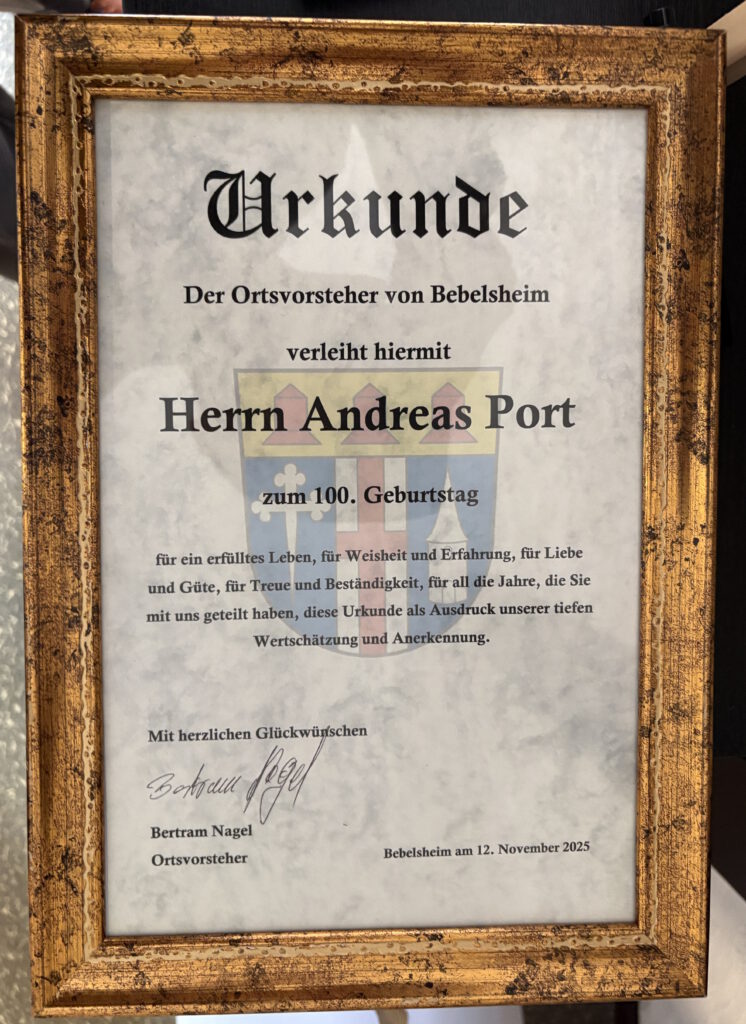 Urkunde
Der Ortsvorsteher von Bebelsheim
verleiht hiermit
Herrn Andreas Port
zum 100. Geburtstag
für ein erfülltes Leben, für Weisheit und Erfahrung, für Liebe
und Güte, für Treue und Beständigkeit, für all die Jahre, die Sie
mit uns geteilt haben, diese Urkunde als Ausdruck unserer tiefen
Wertschätzung und Anerkennung.
Mit herzlichen Glückwünschen
Bertram Nagel
Bertram Nagel
Ortsvorsteher
Bebelsheim am 12. November 2025